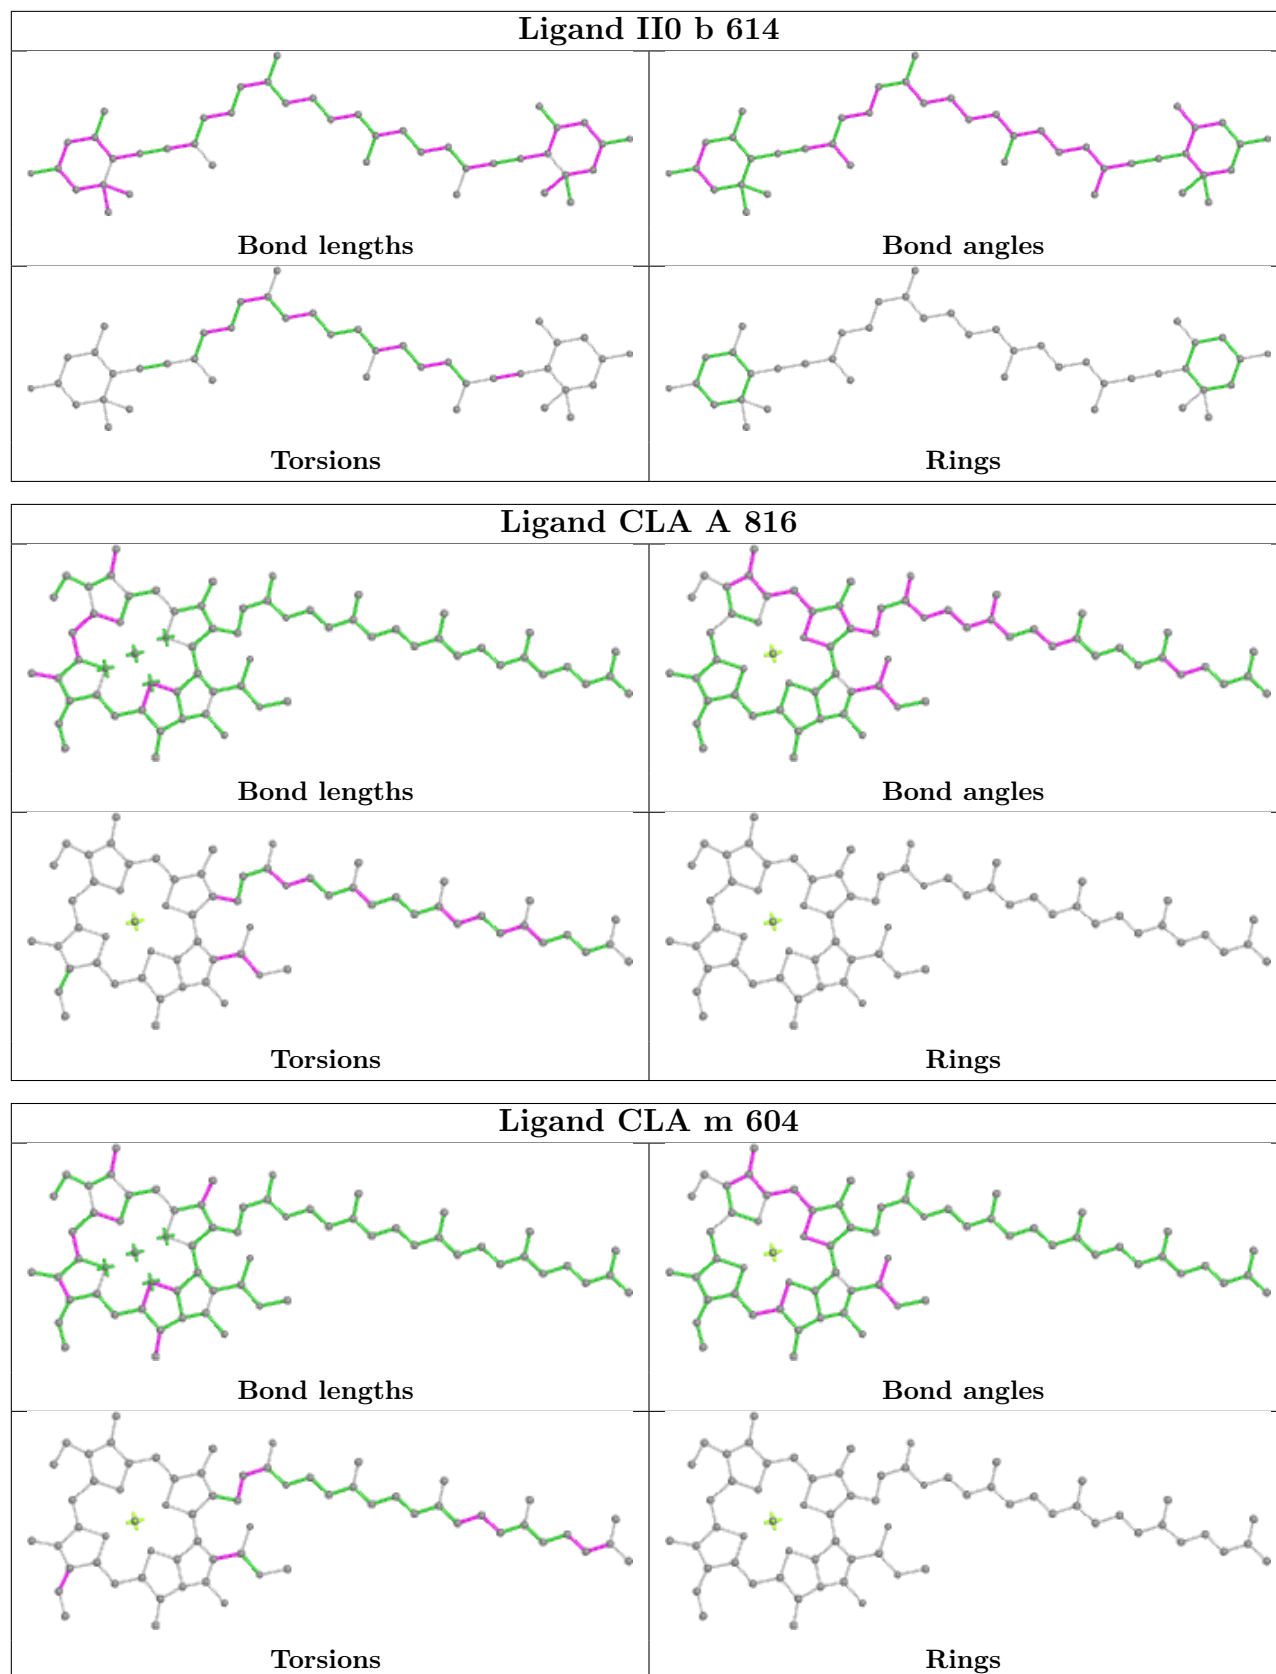 Ligand II0 b 614
Bond lengths
Bond angles
Torsions
Rings
Ligand CLA A 816
Bond lengths
Bond angles
Torsions
Rings
Ligand CLA m 604
Bond lengths
Bond angles
Torsions
Rings